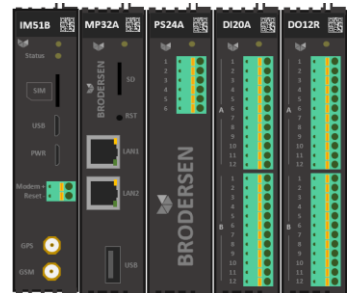 IM51B
Status
SIM
USB
PWR
Modem +
Reset -
GPS
GSM
MP32A
BRODERSEN
SD
RST
LAN1
LAN2
USB
PS24A
1
2
3
4
5
6
BRODERSEN
DI20A
1
2
3
4
5
6
A
7
8
9
10
11
12
1
2
3
4
5
6
B
7
8
9
10
11
12
DO12R
1
2
3
4
5
6
A
7
8
9
10
11
12
1
2
3
4
5
6
B
7
8
9
10
11
12